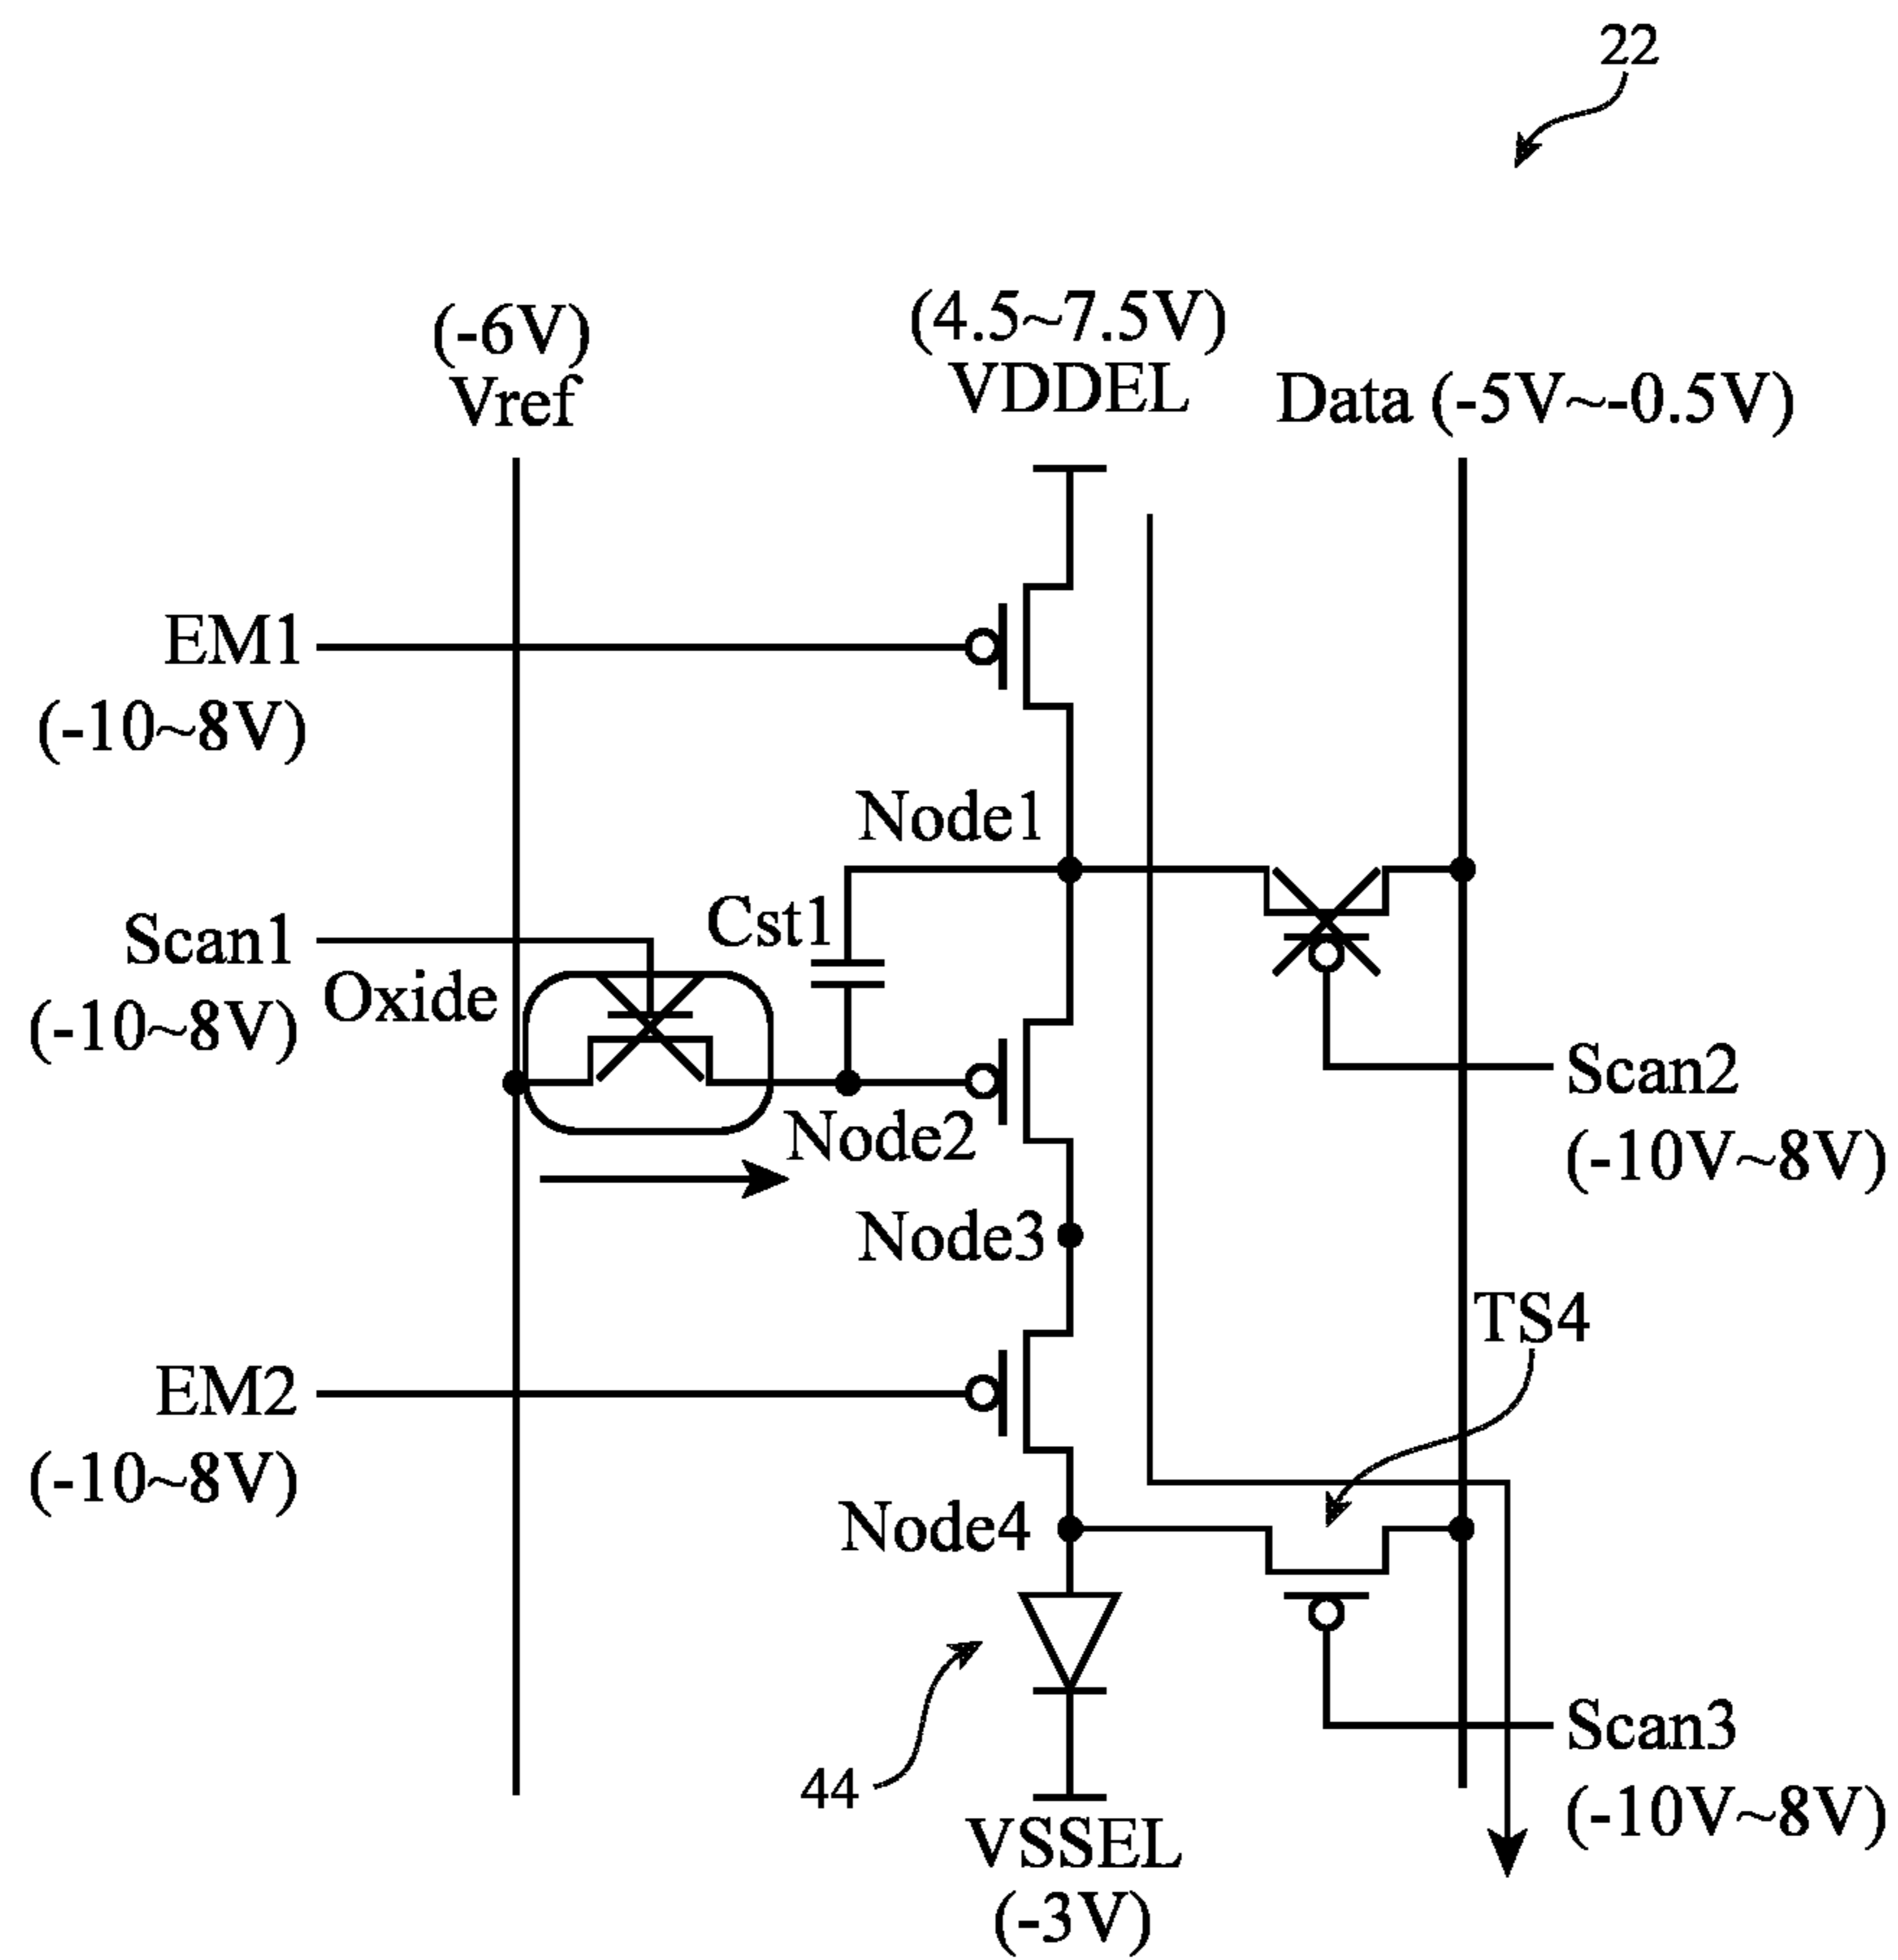 22
(-6V)
Vref
(4.5~7.5V)
VDDEL
Data (-5V~-0.5V)
EM1
(-10~8V)
Node1
Scan1
(-10~8V)
Oxide
Cst1
Node2
Scan2
(-10V~8V)
Node3
TS4
EM2
(-10~8V)
Node4
44
Scan3
(-10V~8V)
VSSEL
(-3V)